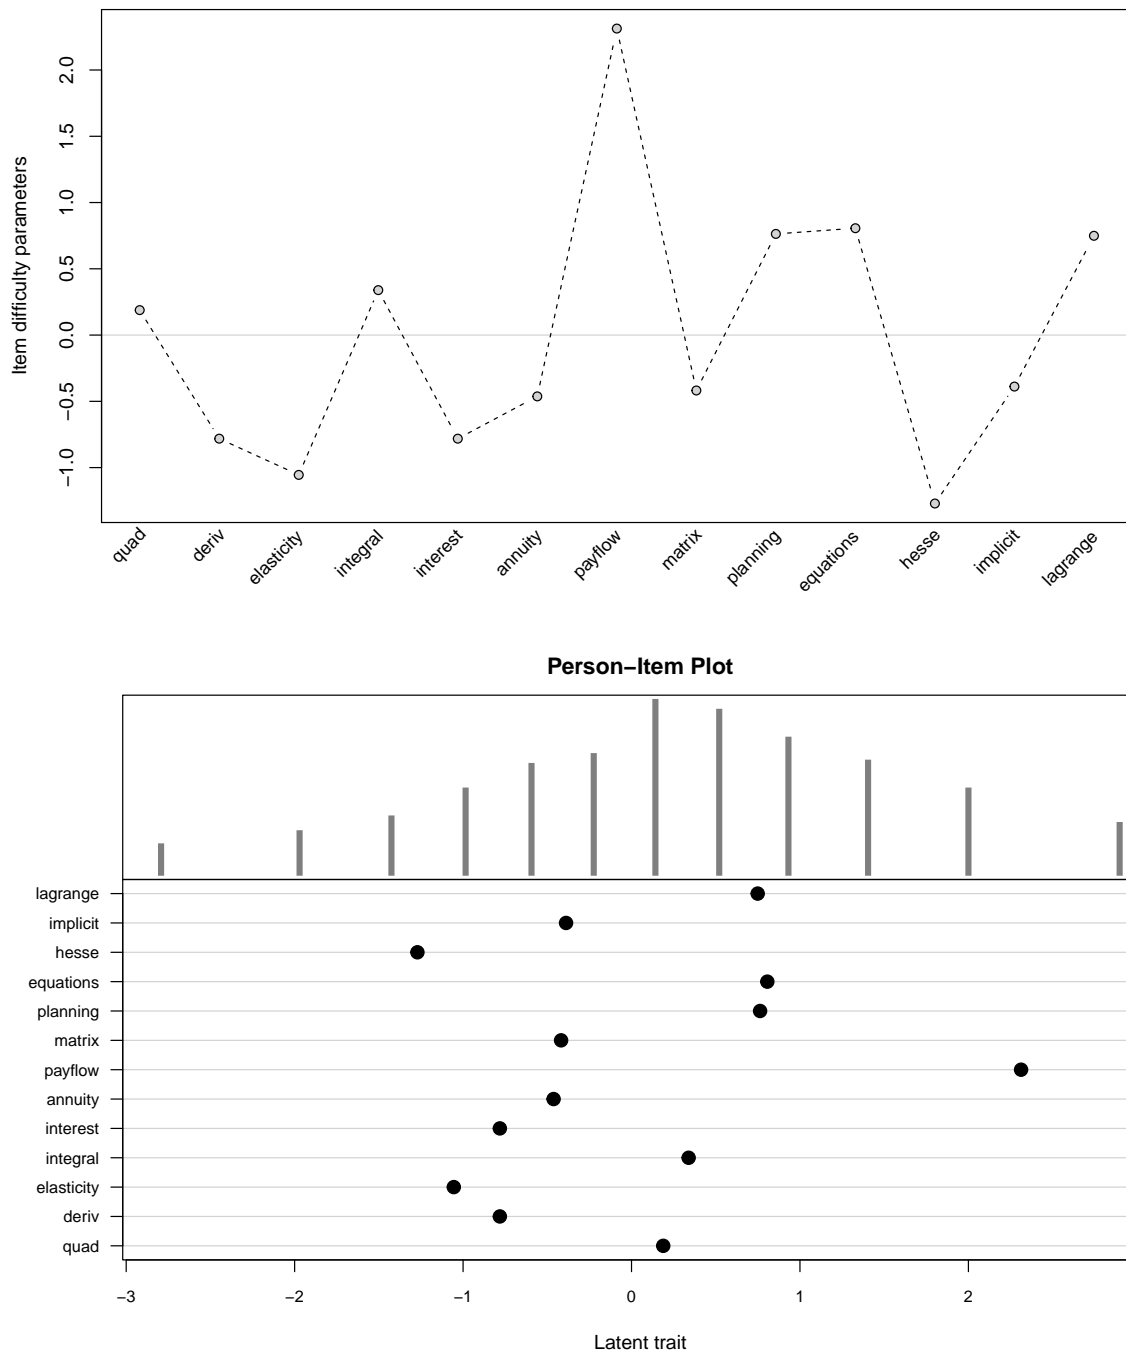 Item difficulty parameters
2.0
1.5
1.0
0.5
0.0
−0.5
−1.0
quad
deriv
elasticity
integral
interest
annuity
payflow
matrix
planning
equations
hesse
implicit
lagrange
Person−Item Plot
lagrange
implicit
hesse
equations
planning
matrix
payflow
annuity
interest
integral
elasticity
deriv
quad
−3 −2 −1 0 1 2
Latent trait